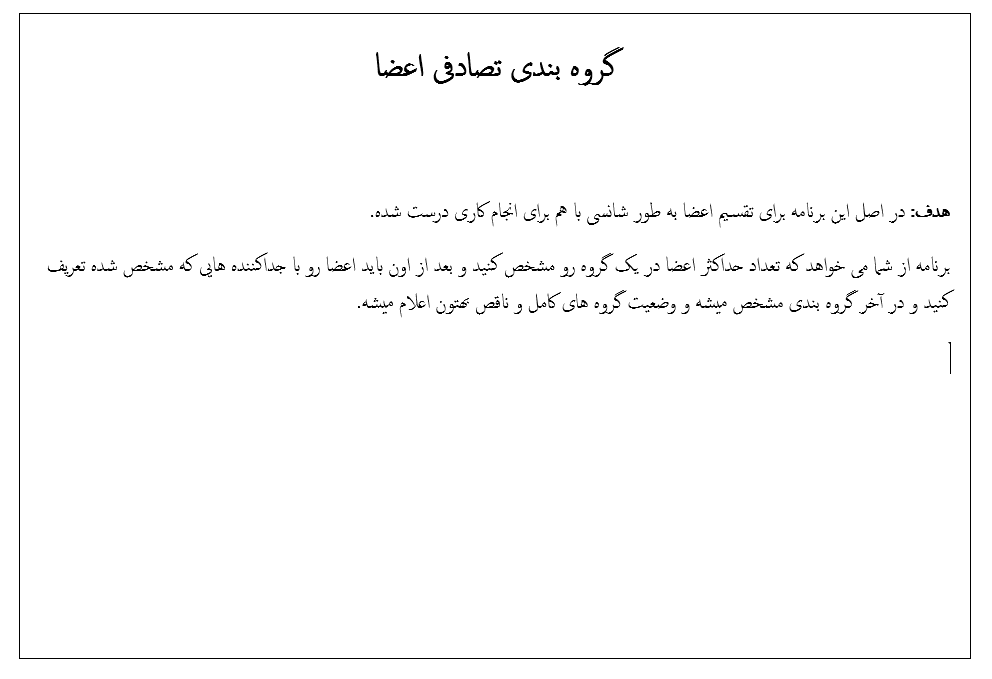 گروه بندی تصادفی اعضا
هدف: در اصل این برنامه برای تقسیم اعضا به طور شانسی با هم برای انجام کاری درست شده.
برنامه از شما می خواهد که تعداد حداکثر اعضا در یک گروه رو مشخص کنید و بعد از اون باید اعضا رو با جداکننده هایی که مشخص شده تعریف
کنید و در آخر گروه بندی مشخص میشه و وضعیت گروه های کامل و ناقص بهتون اعلام میشه.